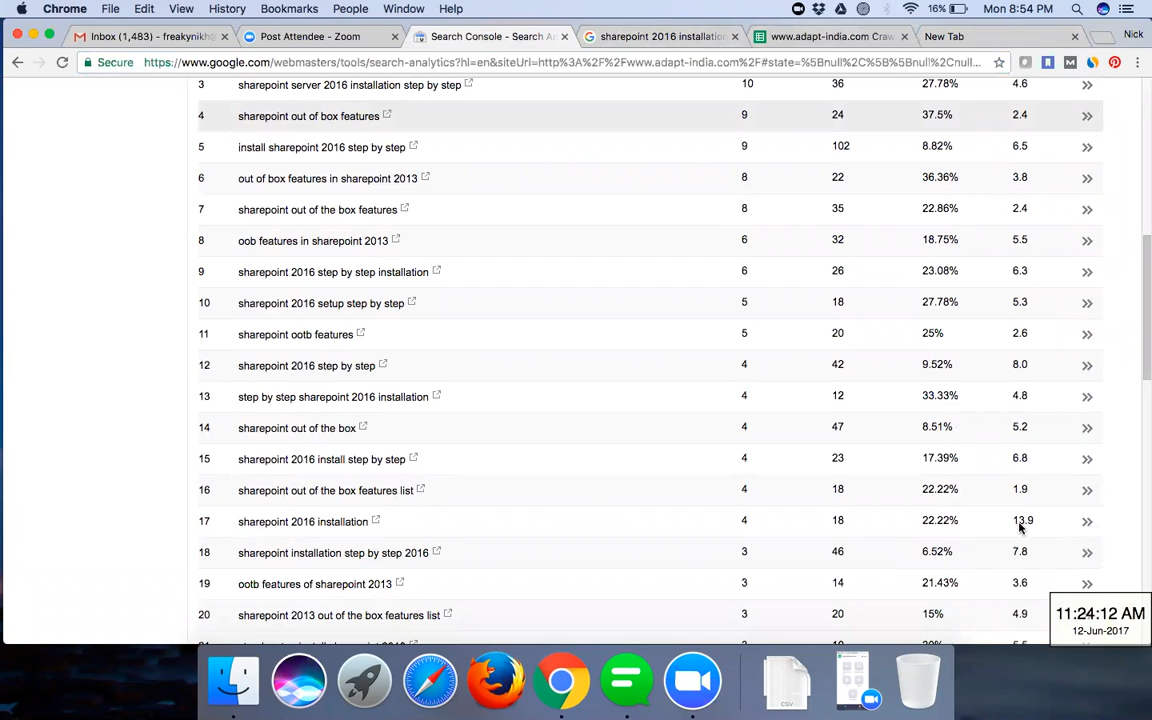 Chrome File Edit View History Bookmarks People Window Help 16% Mon 8:54 PM
Inbox (1,483) - freakynikh Post Attendee - Zoom Search Console - Search An sharepoint 2016 installation www.adapt-india.com Craw New Tab Nick
Secure https://www.google.com/webmasters/tools/search-analytics?hl=en&siteUrl=http%3A%2F%2Fwww.adapt-india.com%2F#state=%5Bnull%2C%5B%5Bnull%2Cnull%2Cnull...
3 sharepoint server 2016 installation step by step 10 36 27.78% 4.6 »
4 sharepoint out of box features 9 24 37.5% 2.4 »
5 install sharepoint 2016 step by step 9 102 8.82% 6.5 »
6 out of box features in sharepoint 2013 8 22 36.36% 3.8 »
7 sharepoint out of the box features 8 35 22.86% 2.4 »
8 oob features in sharepoint 2013 6 32 18.75% 5.5 »
9 sharepoint 2016 step by step installation 6 26 23.08% 6.3 »
10 sharepoint 2016 setup step by step 5 18 27.78% 5.3 »
11 sharepoint ootb features 5 20 25% 2.6 »
12 sharepoint 2016 step by step 4 42 9.52% 8.0 »
13 step by step sharepoint 2016 installation 4 12 33.33% 4.8 »
14 sharepoint out of the box 4 47 8.51% 5.2 »
15 sharepoint 2016 install step by step 4 23 17.39% 6.8 »
16 sharepoint out of the box features list 4 18 22.22% 1.9 »
17 sharepoint 2016 installation 4 18 22.22% 13.9 »
18 sharepoint installation step by step 2016 3 46 6.52% 7.8 »
19 ootb features of sharepoint 2013 3 14 21.43% 3.6 »
20 sharepoint 2013 out of the box features list 3 20 15% 4.9
11:24:12 AM
12-Jun-2017
CSV